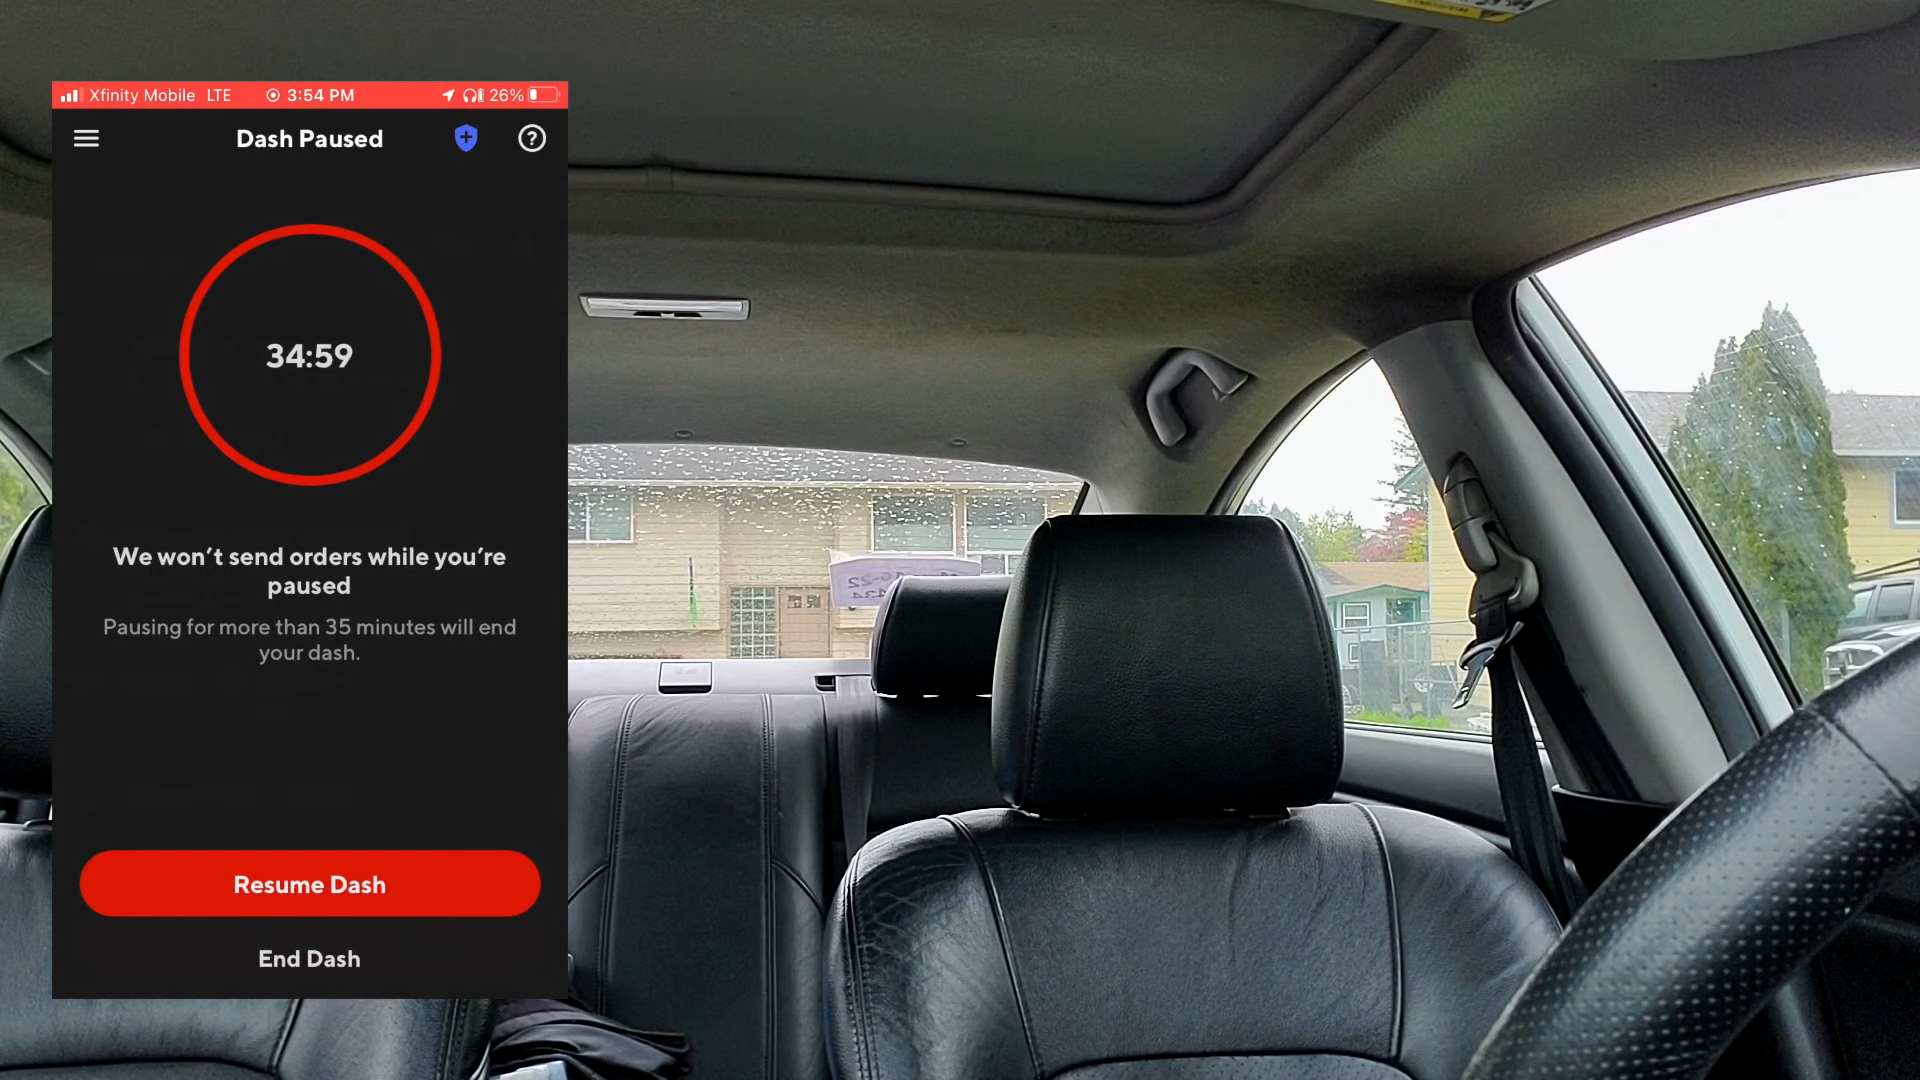 Xfinity Mobile LTE 3:54 PM 26%
Dash Paused
34:59
We won't send orders while you're
paused
Pausing for more than 35 minutes will end
your dash.
Resume Dash
End Dash